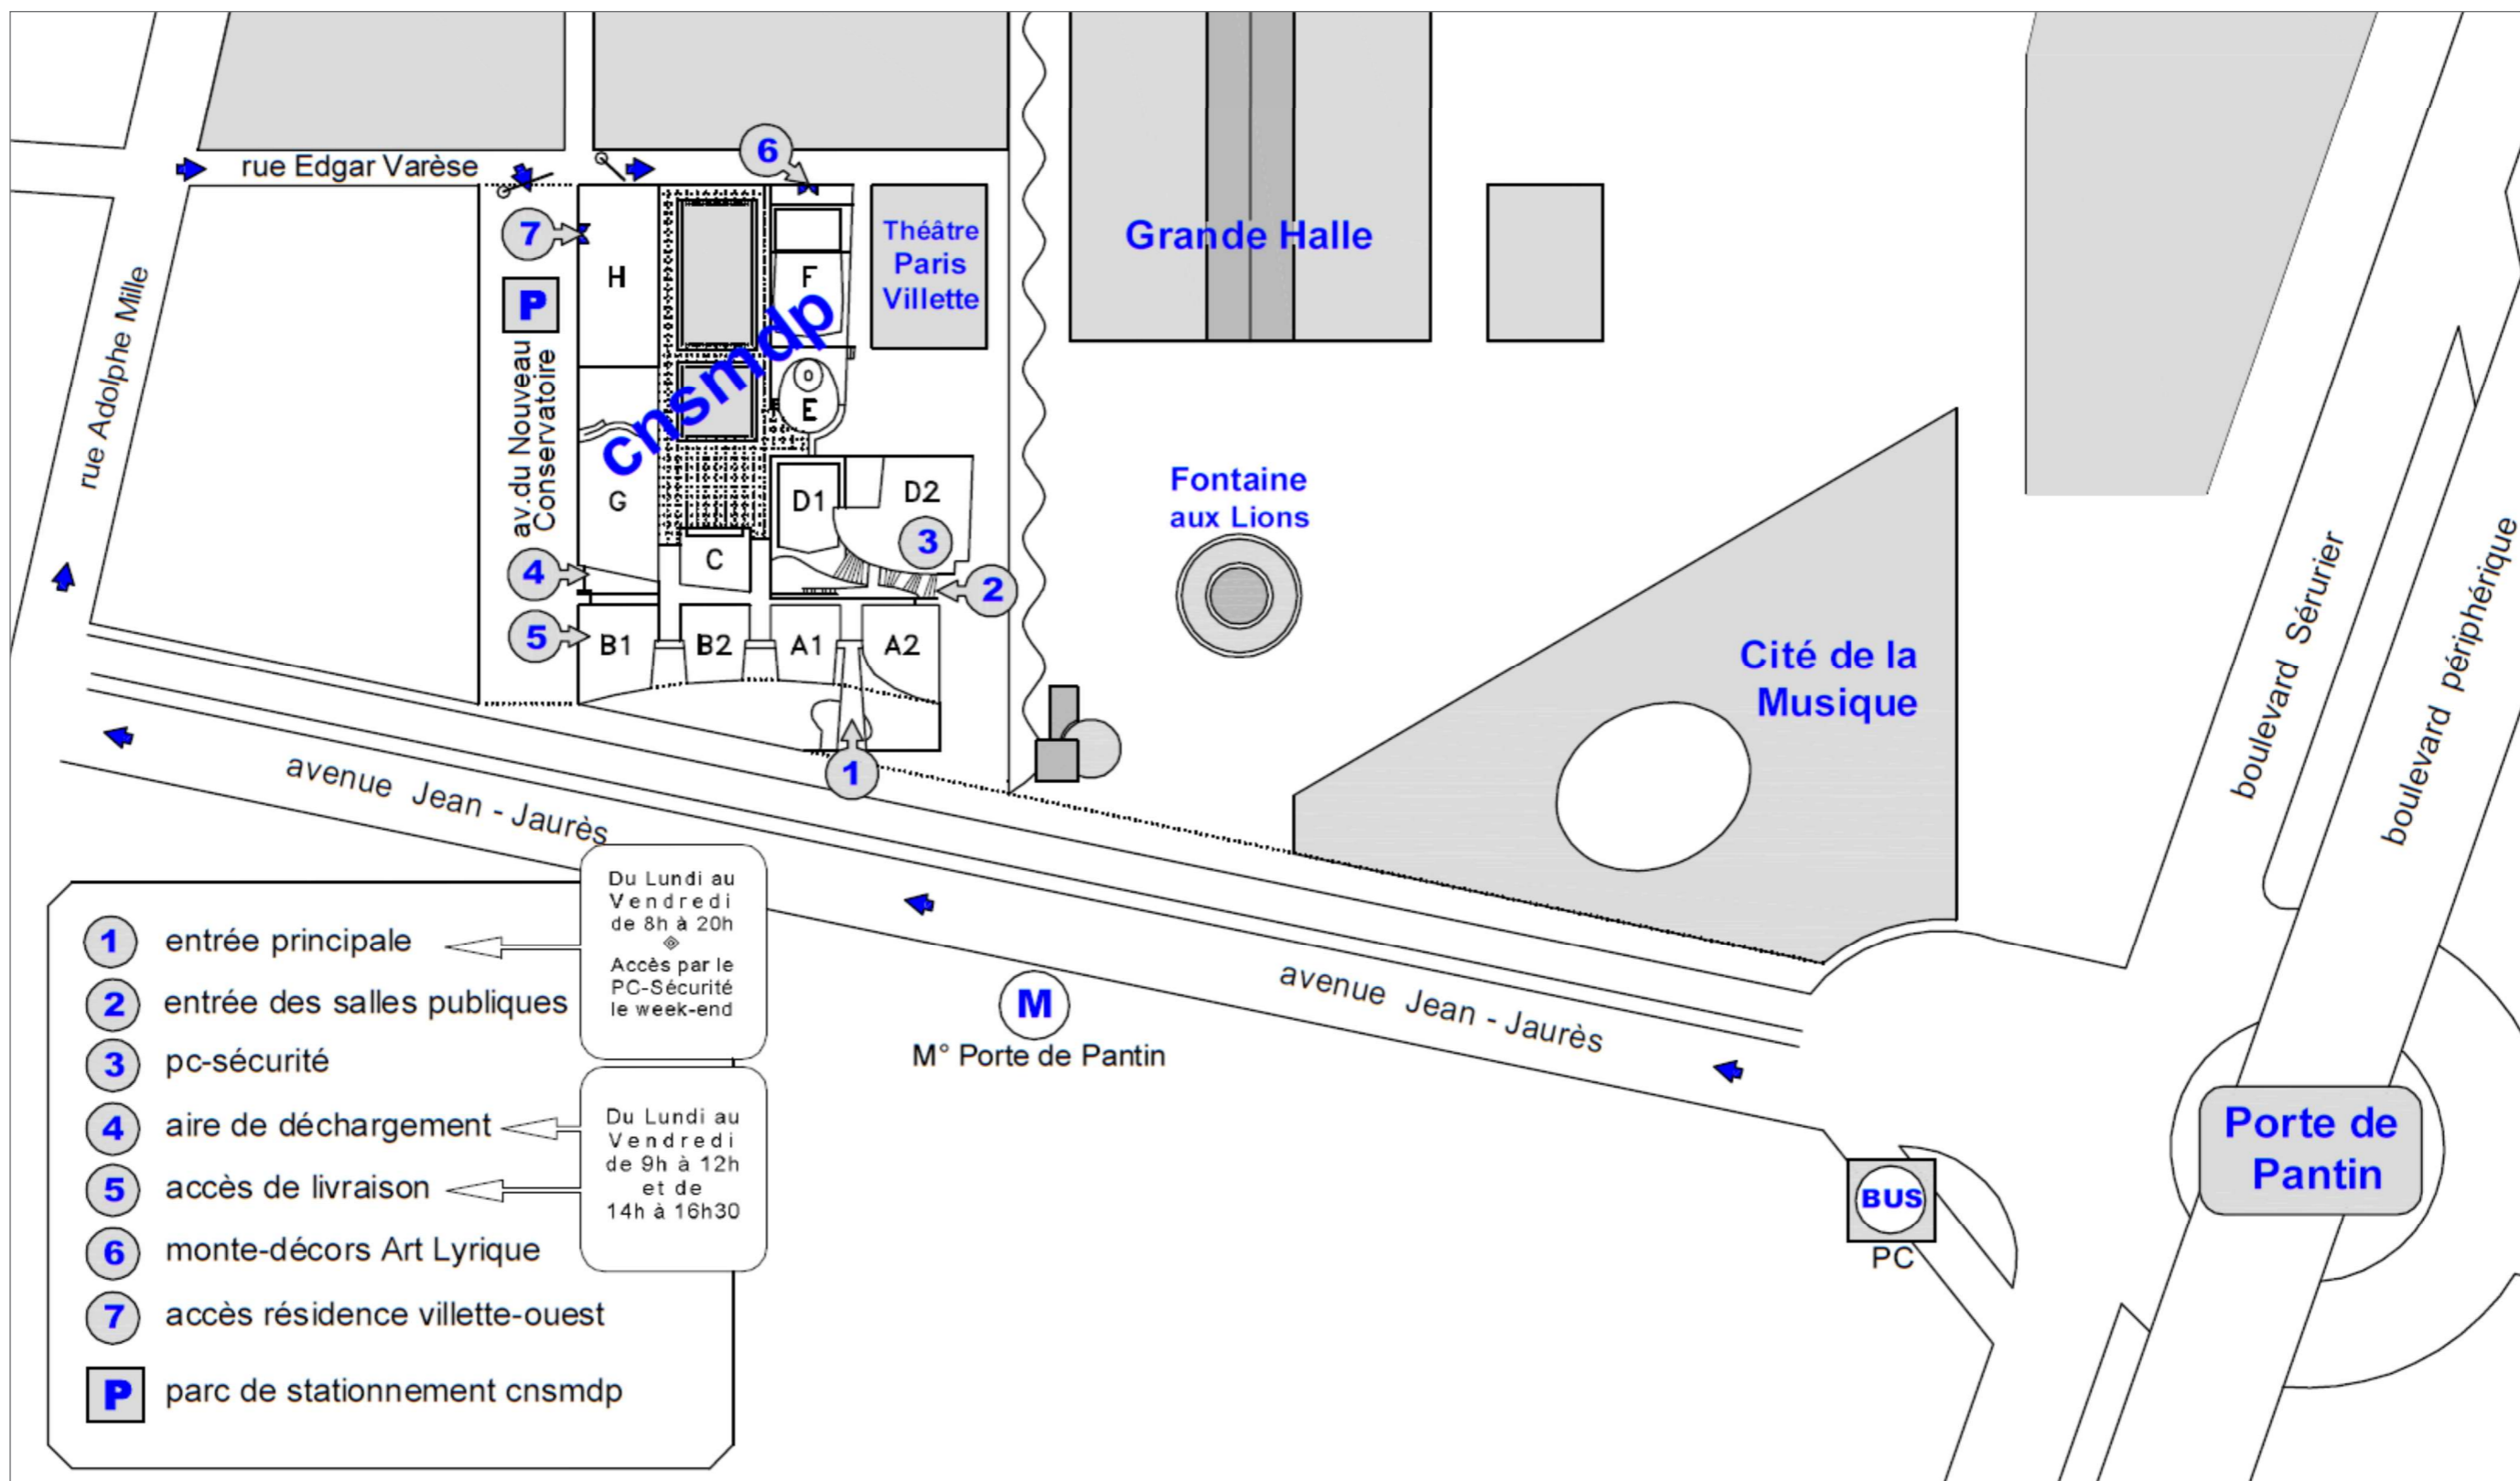 6
rue Edgar Varèse
7
H
F
Théâtre
Paris
Villette
Grande Halle
P
cnsmdp
rue Adolphe Mille
av.du Nouveau
Conservatoire
O
E
G
D1
D2
3
C
4
2
5
B1
B2
A1
A2
1
Fontaine
aux Lions
Cité de la
Musique
boulevard Sérurier
boulevard périphérique
avenue Jean - Jaurès
avenue Jean - Jaurès
M
M° Porte de Pantin
BUS
PC
Porte de
Pantin
1 entrée principale
2 entrée des salles publiques
3 pc-sécurité
4 aire de déchargement
5 accès de livraison
6 monte-décors Art Lyrique
7 accès résidence villette-ouest
P parc de stationnement cnsmdp
Du Lundi au
Vendredi
de 8h à 20h
Accès par le
PC-Sécurité
le week-end
Du Lundi au
Vendredi
de 9h à 12h
et de
14h à 16h30